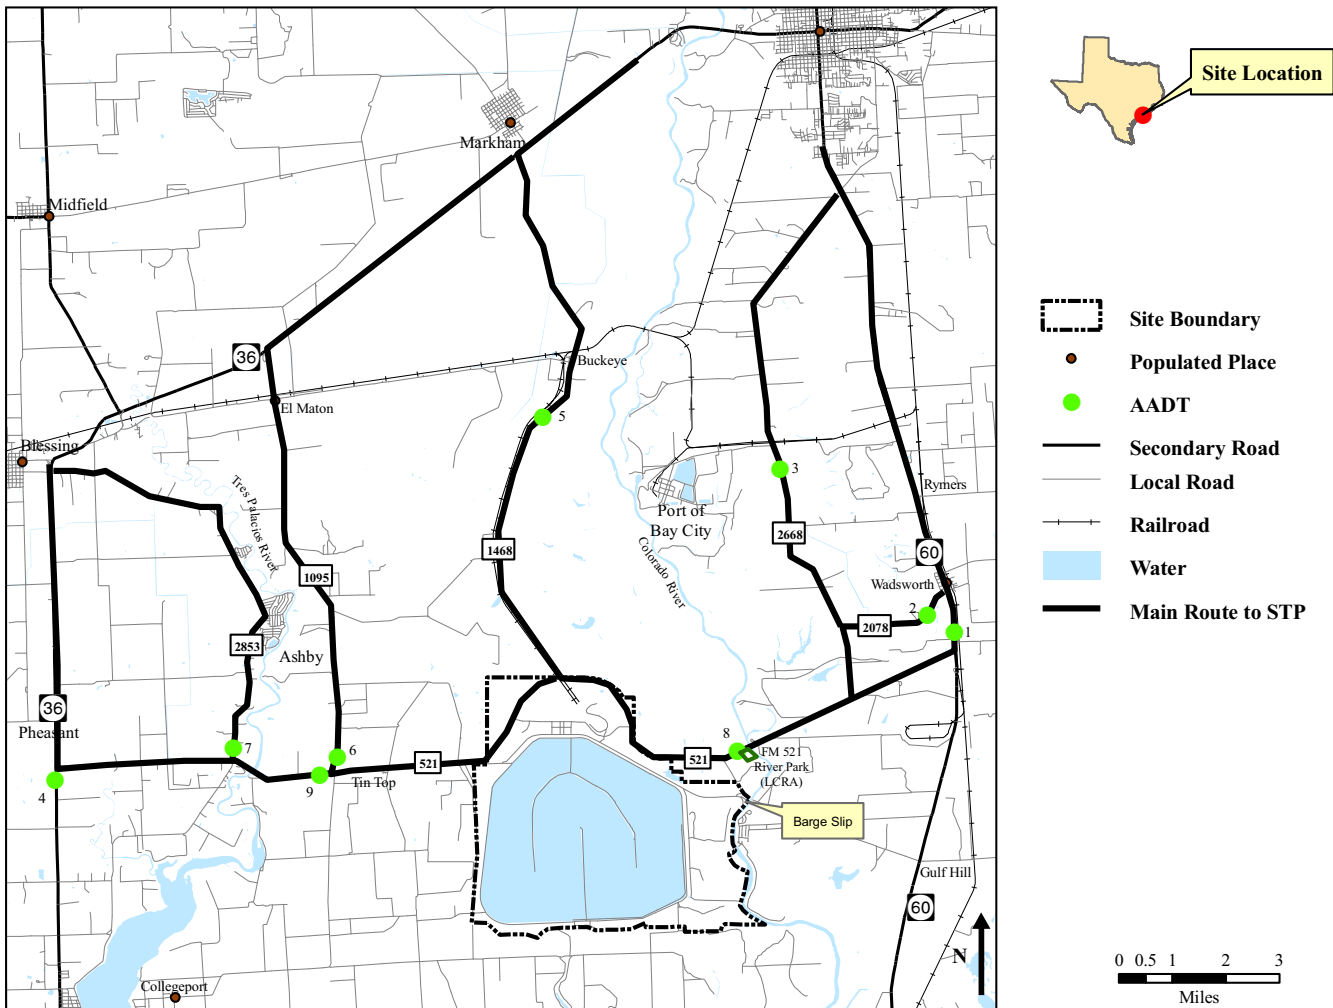 Site Location
Markham
Midfield
36
Buckeye
El Maton
5
Blessing
Tres Palacios River
3
Port of
Bay City
Rymers
2668
1468
60
Colorado River
1095
Wadsworth
2
2078
1
2853
Ashby
36
Pheasant
7
6
8
521
521
FM 521
River Park
(LCRA)
9
Tin Top
4
Barge Slip
Gulf Hill
60
N
Collegeport
Site Boundary
Populated Place
AADT
Secondary Road
Local Road
Railroad
Water
Main Route to STP
0 0.5 1 2 3
Miles